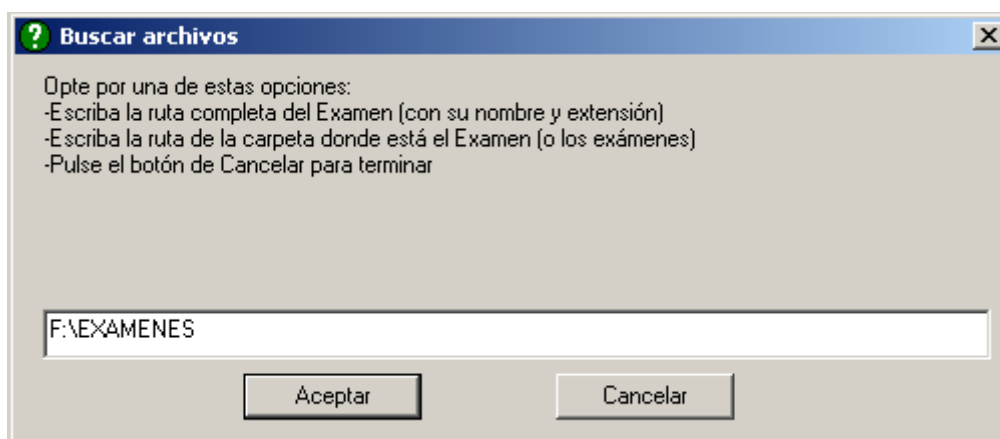 Buscar archivos
Opte por una de estas opciones:
-Escriba la ruta completa del Examen (con su nombre y extensión)
-Escriba la ruta de la carpeta donde está el Examen (o los exámenes)
-Pulse el botón de Cancelar para terminar
F:\EXAMENES
Aceptar Cancelar